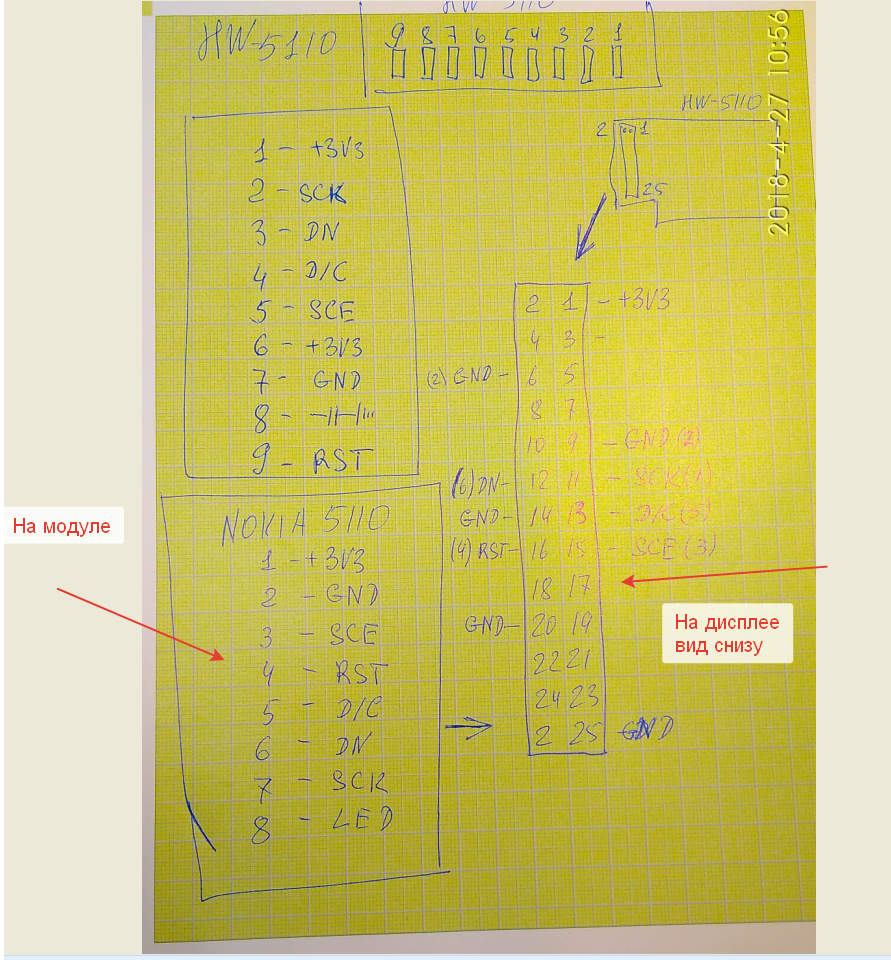 HW-5110
HW-5110
9 8 7 6 5 4 3 2 1
HW-5110
2 1
25
2018-4-27 10:56
1 - +3V3
2 - SCK
3 - DN
4 - D/C
5 - SCE
6 - +3V3
7 - GND
8 -
9 - RST
2 1 - +3V3
4 3 -
(2) GND - 6 5
8 7
10 9 - GND(2)
(6) DN - 12 11 - SCK(7)
GND - 14 13 - D/C(5)
(4) RST - 16 15 - SCE(3)
18 17
GND - 20 19
22 21
24 23
2 25 GND
На модуле
NOKIA 5110
1 - +3V3
2 - GND
3 - SCE
4 - RST
5 - D/C
6 - DN
7 - SCK
8 - LED
На дисплее
вид снизу